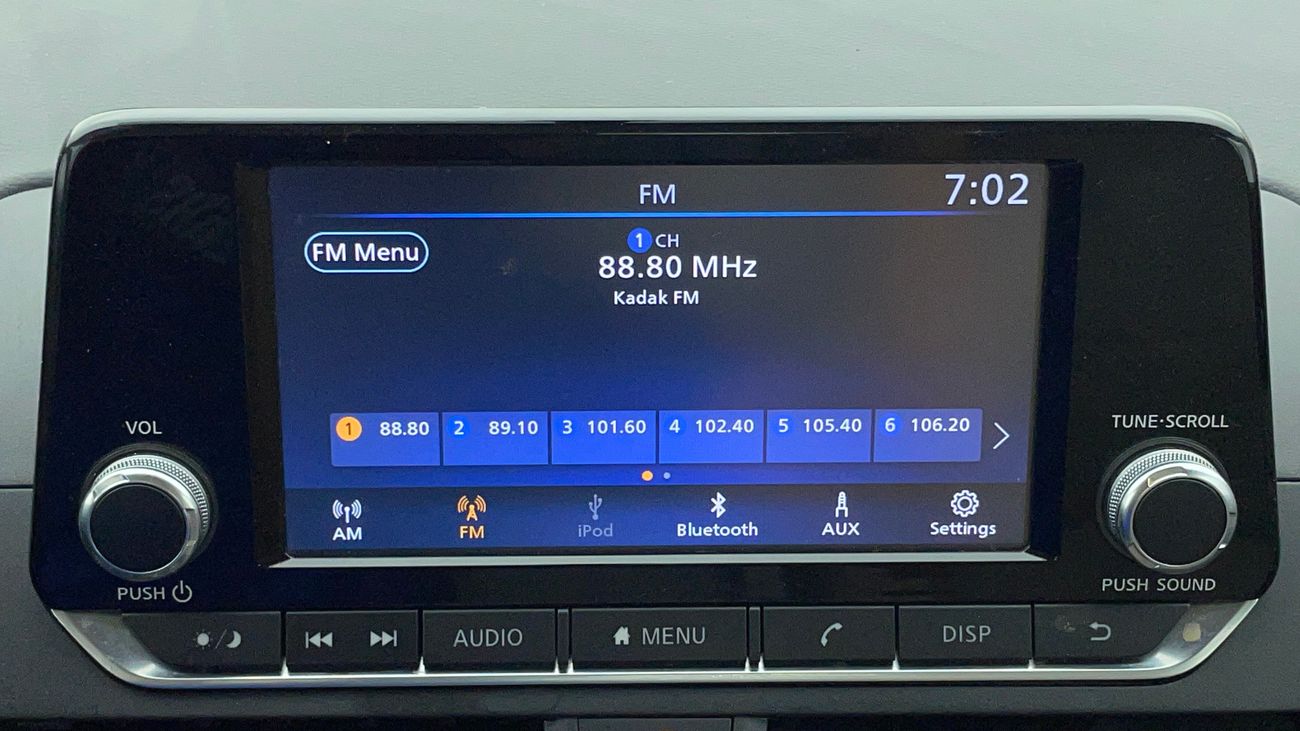 FM
7:02
FM Menu
1 CH
88.80 MHz
Kadak FM
1 88.80 2 89.10 3 101.60 4 102.40 5 105.40 6 106.20
AM FM iPod Bluetooth AUX Settings
VOL
PUSH
TUNE·SCROLL
PUSH SOUND
AUDIO MENU DISP